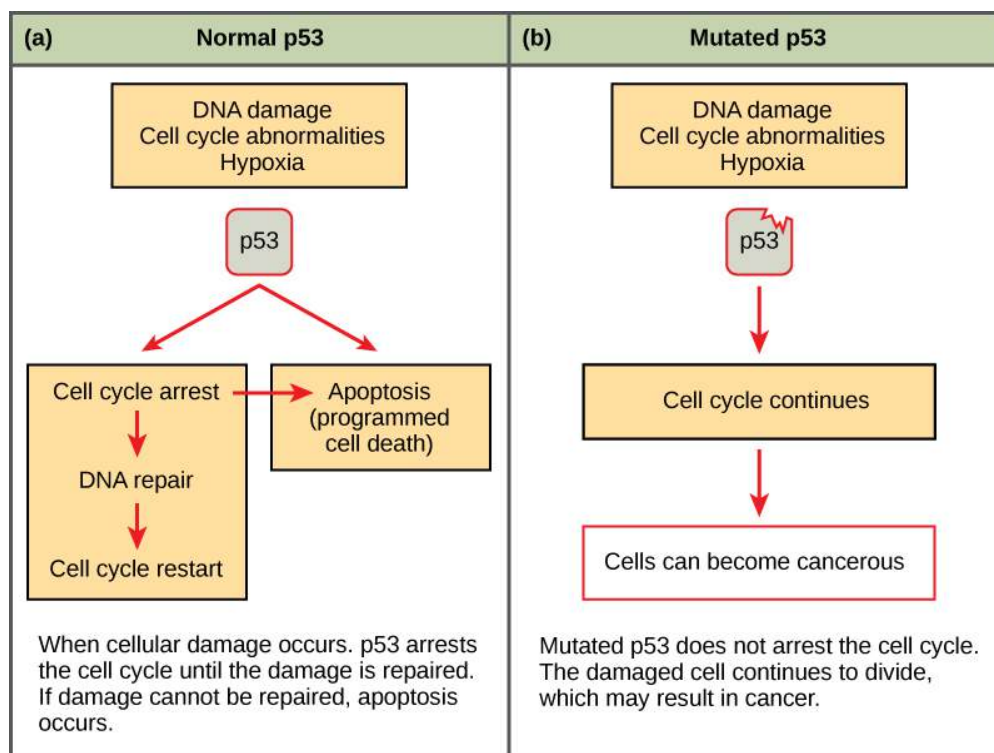 (a) Normal p53
DNA damage
Cell cycle abnormalities
Hypoxia
p53
Cell cycle arrest
DNA repair
Cell cycle restart
Apoptosis
(programmed
cell death)
When cellular damage occurs. p53 arrests
the cell cycle until the damage is repaired.
If damage cannot be repaired, apoptosis
occurs.
(b) Mutated p53
DNA damage
Cell cycle abnormalities
Hypoxia
p53
Cell cycle continues
Cells can become cancerous
Mutated p53 does not arrest the cell cycle.
The damaged cell continues to divide,
which may result in cancer.